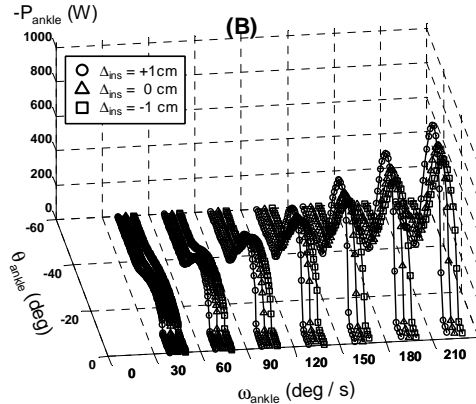 -P_ankle (W)
(B)
1000
800
600
400
200
0
○ Δ_ins = +1cm
△ Δ_ins = 0 cm
□ Δ_ins = -1 cm
-60
-40
-20
0
θ_ankle (deg)
0 30 60 90 120 150 180 210
ω_ankle (deg / s)